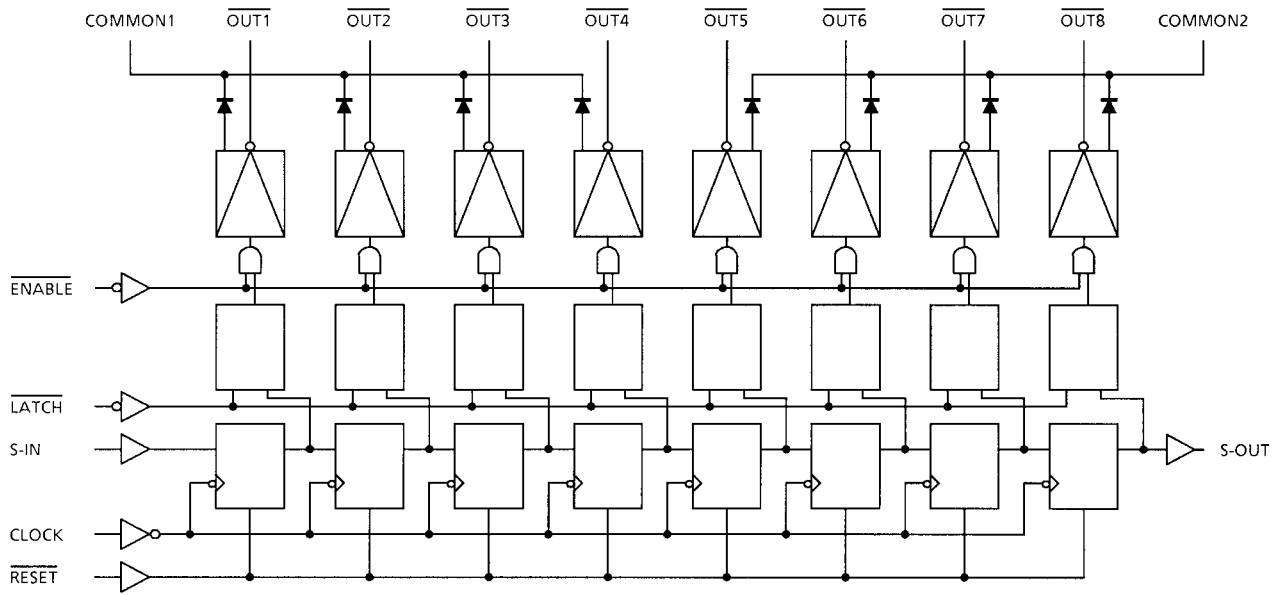 COMMON1 OUT1 OUT2 OUT3 OUT4 OUT5 OUT6 OUT7 OUT8 COMMON2
ENABLE
LATCH
S-IN S-OUT
CLOCK
RESET